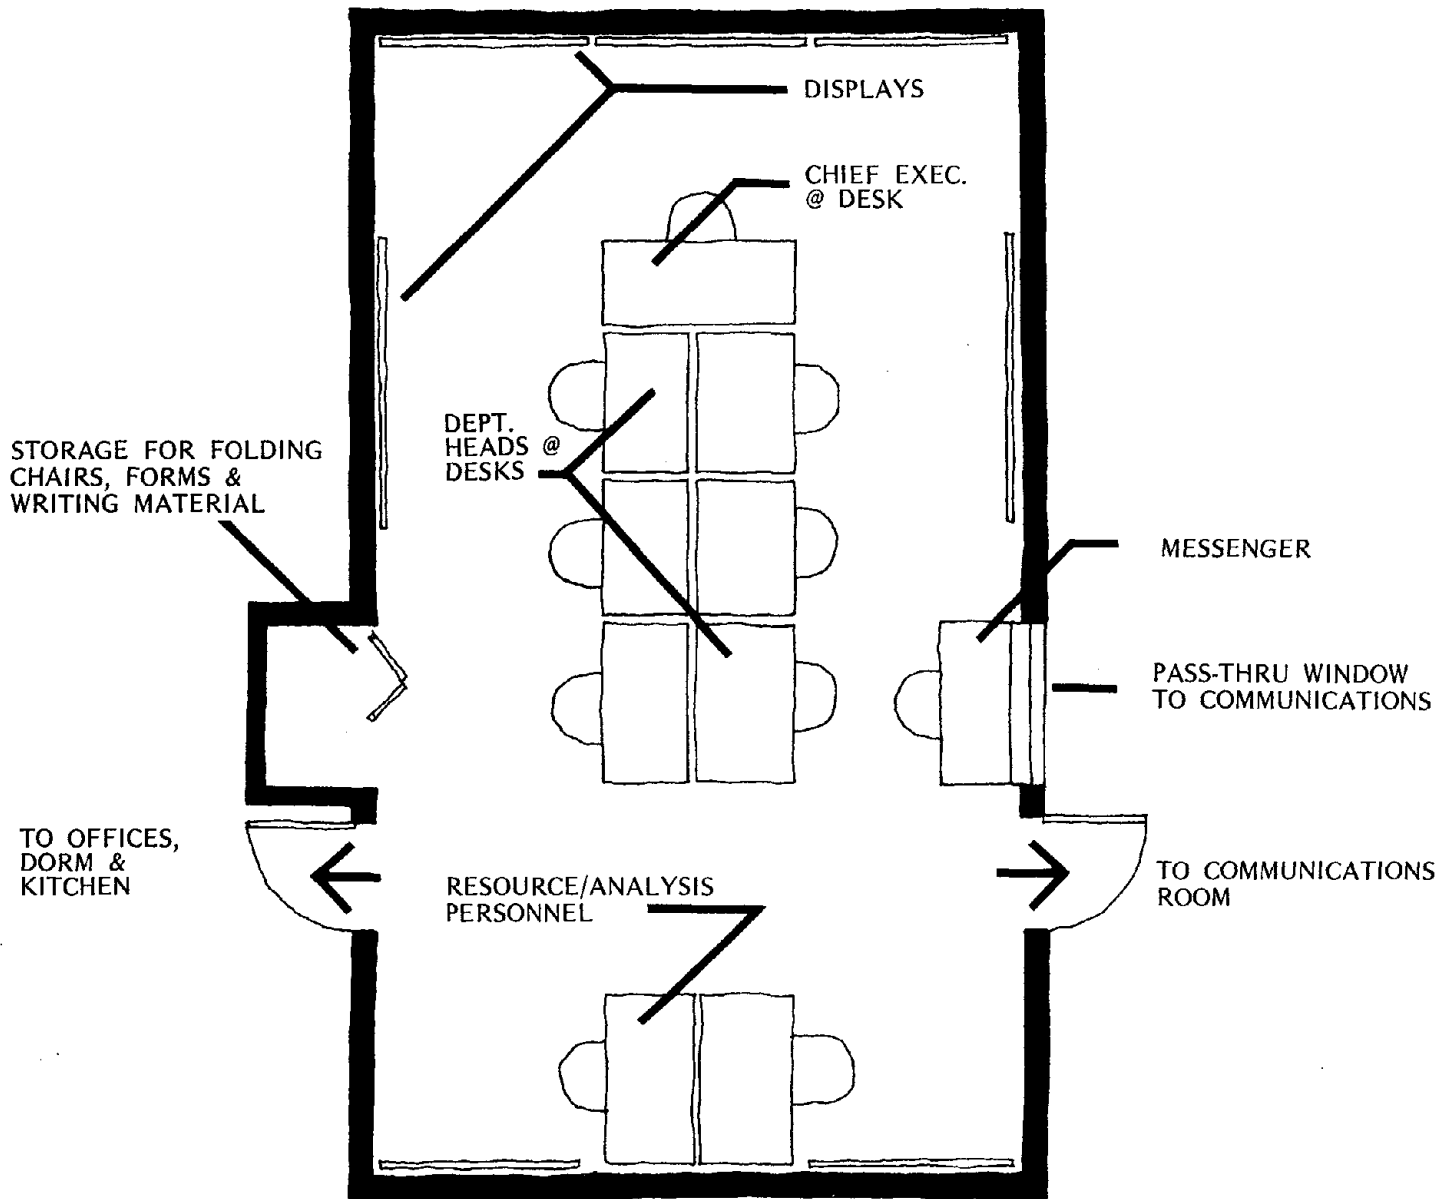 DISPLAYS
CHIEF EXEC.
@ DESK
DEPT.
HEADS @
DESKS
STORAGE FOR FOLDING
CHAIRS, FORMS &
WRITING MATERIAL
MESSENGER
PASS-THRU WINDOW
TO COMMUNICATIONS
TO OFFICES,
DORM &
KITCHEN
RESOURCE/ANALYSIS
PERSONNEL
TO COMMUNICATIONS
ROOM